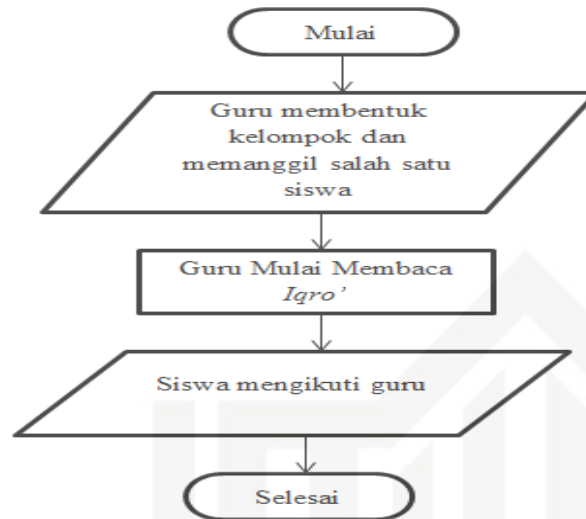 Mulai
Guru membentuk
kelompok dan
memanggil salah satu
siswa
Guru Mulai Membaca
Iqro’
Siswa mengikuti guru
Selesai